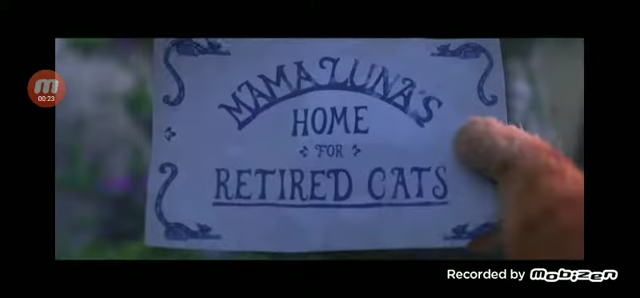 00:23
MAMA LUNA'S
HOME
FOR
RETIRED CATS
Recorded by mobizen